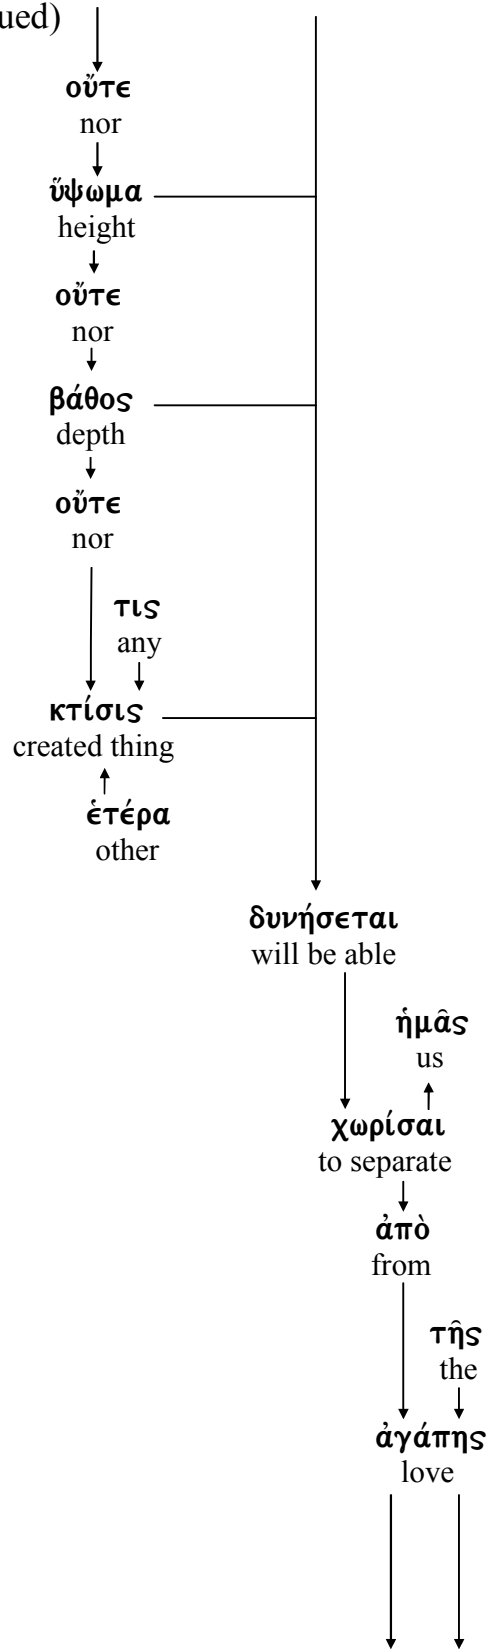 ued)
οὔτε
nor
ὕψωμα
height
οὔτε
nor
βάθος
depth
οὔτε
nor
τις
any
κτίσις
created thing
ἑτέρα
other
δυνήσεται
will be able
ἡμᾶς
us
χωρίσαι
to separate
ἀπὸ
from
τῆς
the
ἀγάπης
love